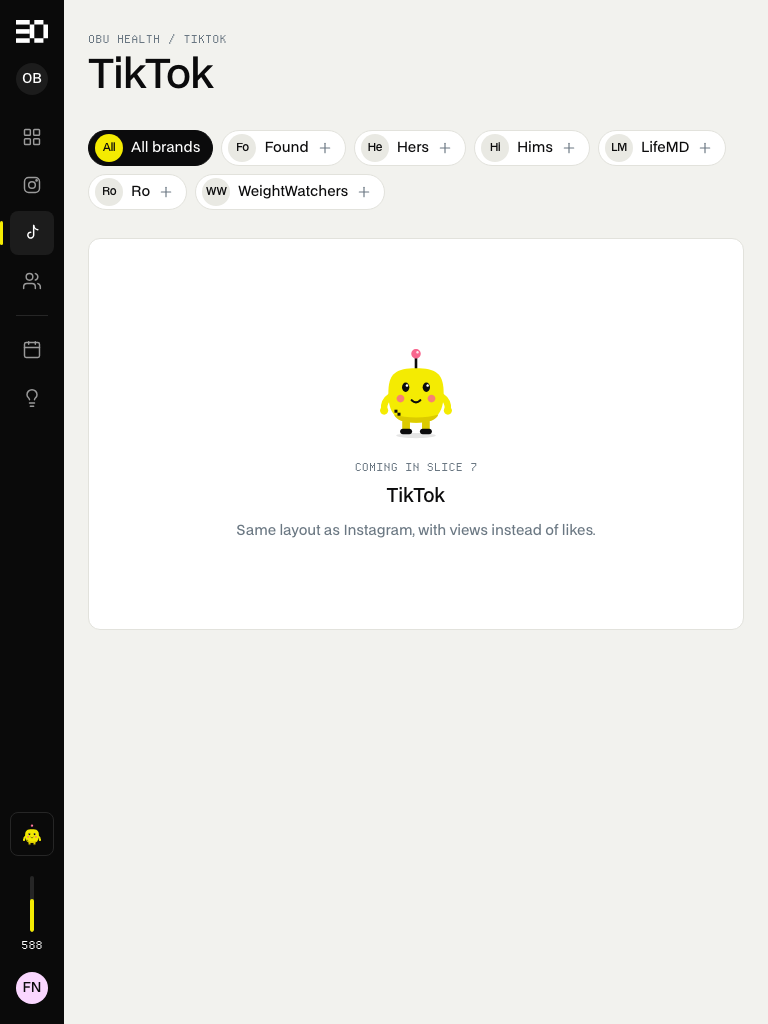 OB
588
FN
OBU HEALTH / TIKTOK
TikTok
All All brands
Fo Found +
He Hers +
Hi Hims +
LM LifeMD +
Ro Ro +
WW WeightWatchers +
COMING IN SLICE 7
TikTok
Same layout as Instagram, with views instead of likes.